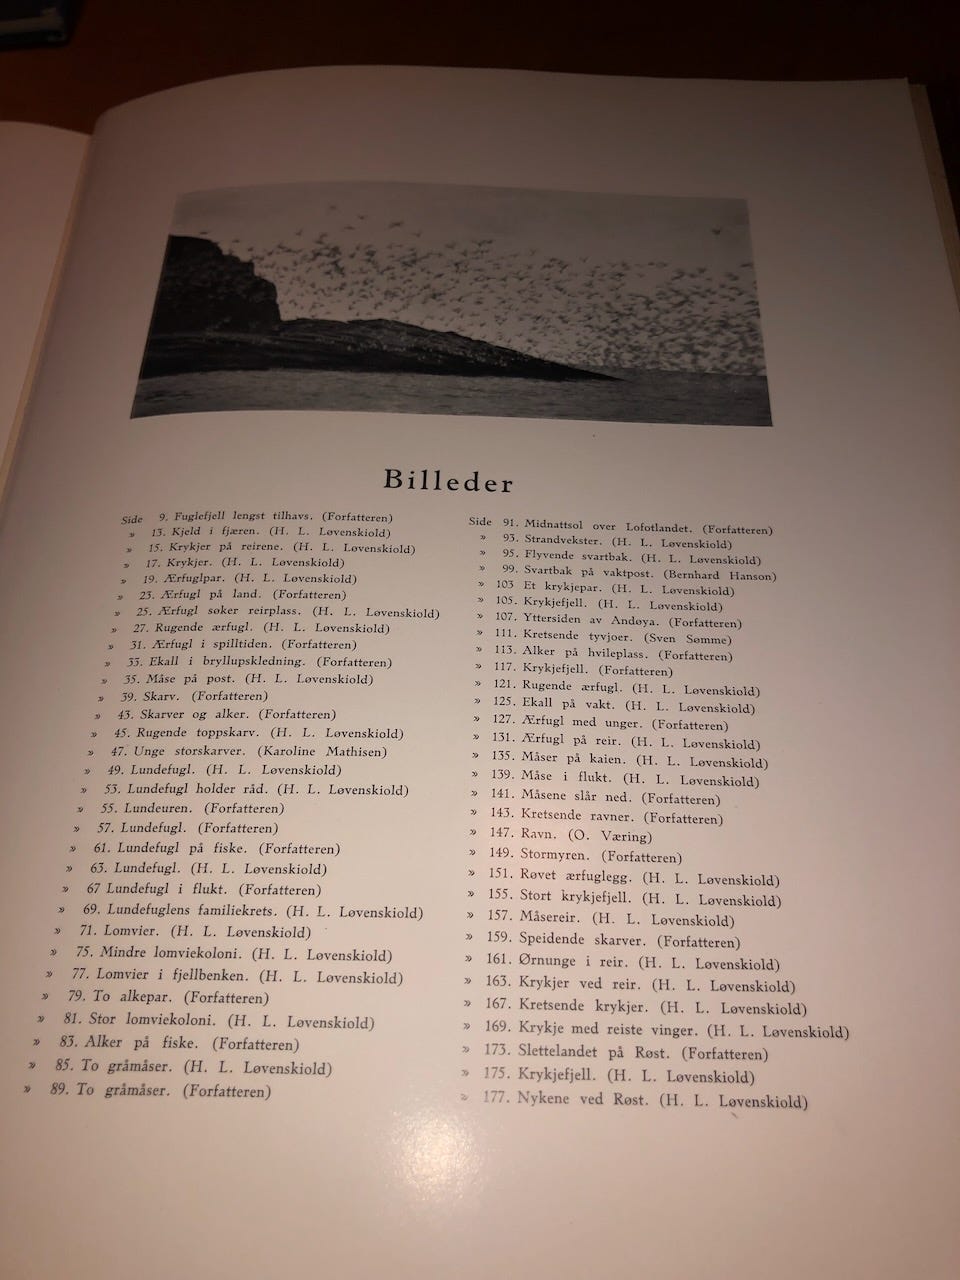 Billeder
Side 9. Fuglefjell lengst tilhavs. (Forfatteren)
» 13. Kjeld i fjæren. (H. L. Løvenskiold)
» 15. Krykjer på reirene. (H. L. Løvenskiold)
» 17. Krykjer. (H. L. Løvenskiold)
» 19. Ærfuglpar. (H. L. Løvenskiold)
» 23. Ærfugl på land. (Forfatteren)
» 25. Ærfugl søker reirplass. (H. L. Løvenskiold)
» 27. Rugende ærfugl. (H. L. Løvenskiold)
» 31. Ærfugl i spilltiden. (Forfatteren)
» 33. Ekall i bryllupskledning. (Forfatteren)
» 35. Måse på post. (H. L. Løvenskiold)
» 39. Skarv. (Forfatteren)
» 43. Skarver og alker. (Forfatteren)
» 45. Rugende toppskarv. (H. L. Løvenskiold)
» 47. Unge storskarver. (Karoline Mathisen)
» 49. Lundefugl. (H. L. Løvenskiold)
» 53. Lundefugl holder råd. (H. L. Løvenskiold)
» 55. Lundeuren. (Forfatteren)
» 57. Lundefugl. (Forfatteren)
» 61. Lundefugl på fiske. (Forfatteren)
» 63. Lundefugl. (H. L. Løvenskiold)
» 67 Lundefugl i flukt. (Forfatteren)
» 69. Lundefuglens familiekrets. (H. L. Løvenskiold)
» 71. Lomvier. (H. L. Løvenskiold)
» 75. Mindre lomviekoloni. (H. L. Løvenskiold)
» 77. Lomvier i fjellbenken. (H. L. Løvenskiold)
» 79. To alkepar. (Forfatteren)
» 81. Stor lomviekoloni. (H. L. Løvenskiold)
» 83. Alker på fiske. (Forfatteren)
» 85. To gråmåser. (H. L. Løvenskiold)
» 89. To gråmåser. (Forfatteren)
Side 91. Midnattsol over Lofotlandet. (Forfatteren)
» 93. Strandvekster. (H. L. Løvenskiold)
» 95. Flyvende svartbak. (H. L. Løvenskiold)
» 99. Svartbak på vaktpost. (Bernhard Hanson)
» 103 Et krykjepar. (H. L. Løvenskiold)
» 105. Krykjefjell. (H. L. Løvenskiold)
» 107. Yttersiden av Andøya. (Forfatteren)
» 111. Kretsende tyvjoer. (Sven Sømme)
» 113. Alker på hvileplass. (Forfatteren)
» 117. Krykjefjell. (Forfatteren)
» 121. Rugende ærfugl. (H. L. Løvenskiold)
» 125. Ekall på vakt. (H. L. Løvenskiold)
» 127. Ærfugl med unger. (Forfatteren)
» 131. Ærfugl på reir. (H. L. Løvenskiold)
» 135. Måser på kaien. (H. L. Løvenskiold)
» 139. Måse i flukt. (H. L. Løvenskiold)
» 141. Måsene slår ned. (Forfatteren)
» 143. Kretsende ravner. (Forfatteren)
» 147. Ravn. (O. Væring)
» 149. Stormyren. (Forfatteren)
» 151. Røvet ærfuglegg. (H. L. Løvenskiold)
» 155. Stort krykjefjell. (H. L. Løvenskiold)
» 157. Måsereir. (H. L. Løvenskiold)
» 159. Speidende skarver. (Forfatteren)
» 161. Ørnunge i reir. (H. L. Løvenskiold)
» 163. Krykjer ved reir. (H. L. Løvenskiold)
» 167. Kretsende krykjer. (H. L. Løvenskiold)
» 169. Krykje med reiste vinger. (H. L. Løvenskiold)
» 173. Slettelandet på Røst. (Forfatteren)
» 175. Krykjefjell. (H. L. Løvenskiold)
» 177. Nykene ved Røst. (H. L. Løvenskiold)